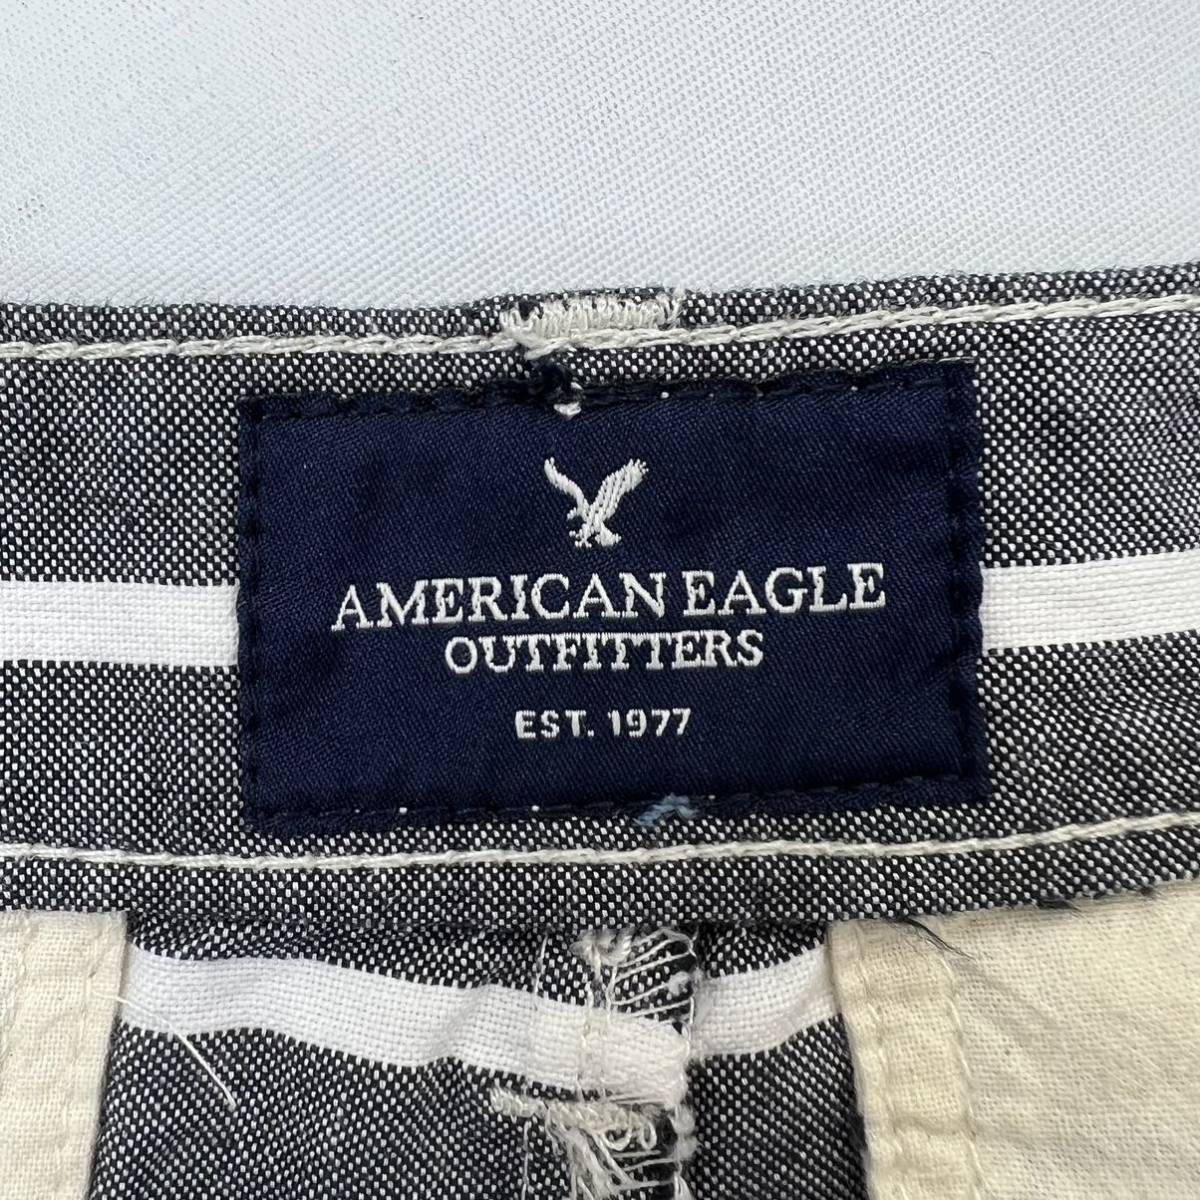 AMERICAN EAGLE
OUTFITTERS
EST. 1977